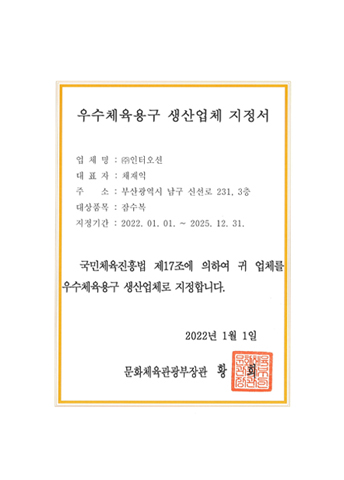 우수체육용구 생산업체 지정서
업 체 명 : ㈜인터오션
대 표 자 : 채재익
주 소 : 부산광역시 남구 신선로 231, 3층
대상품목 : 잠수복
지정기간 : 2022. 01. 01. ~ 2025. 12. 31.
국민체육진흥법 제17조에 의하여 귀 업체를
우수체육용구 생산업체로 지정합니다.
2022년 1월 1일
문화체육관광부장관 황 희